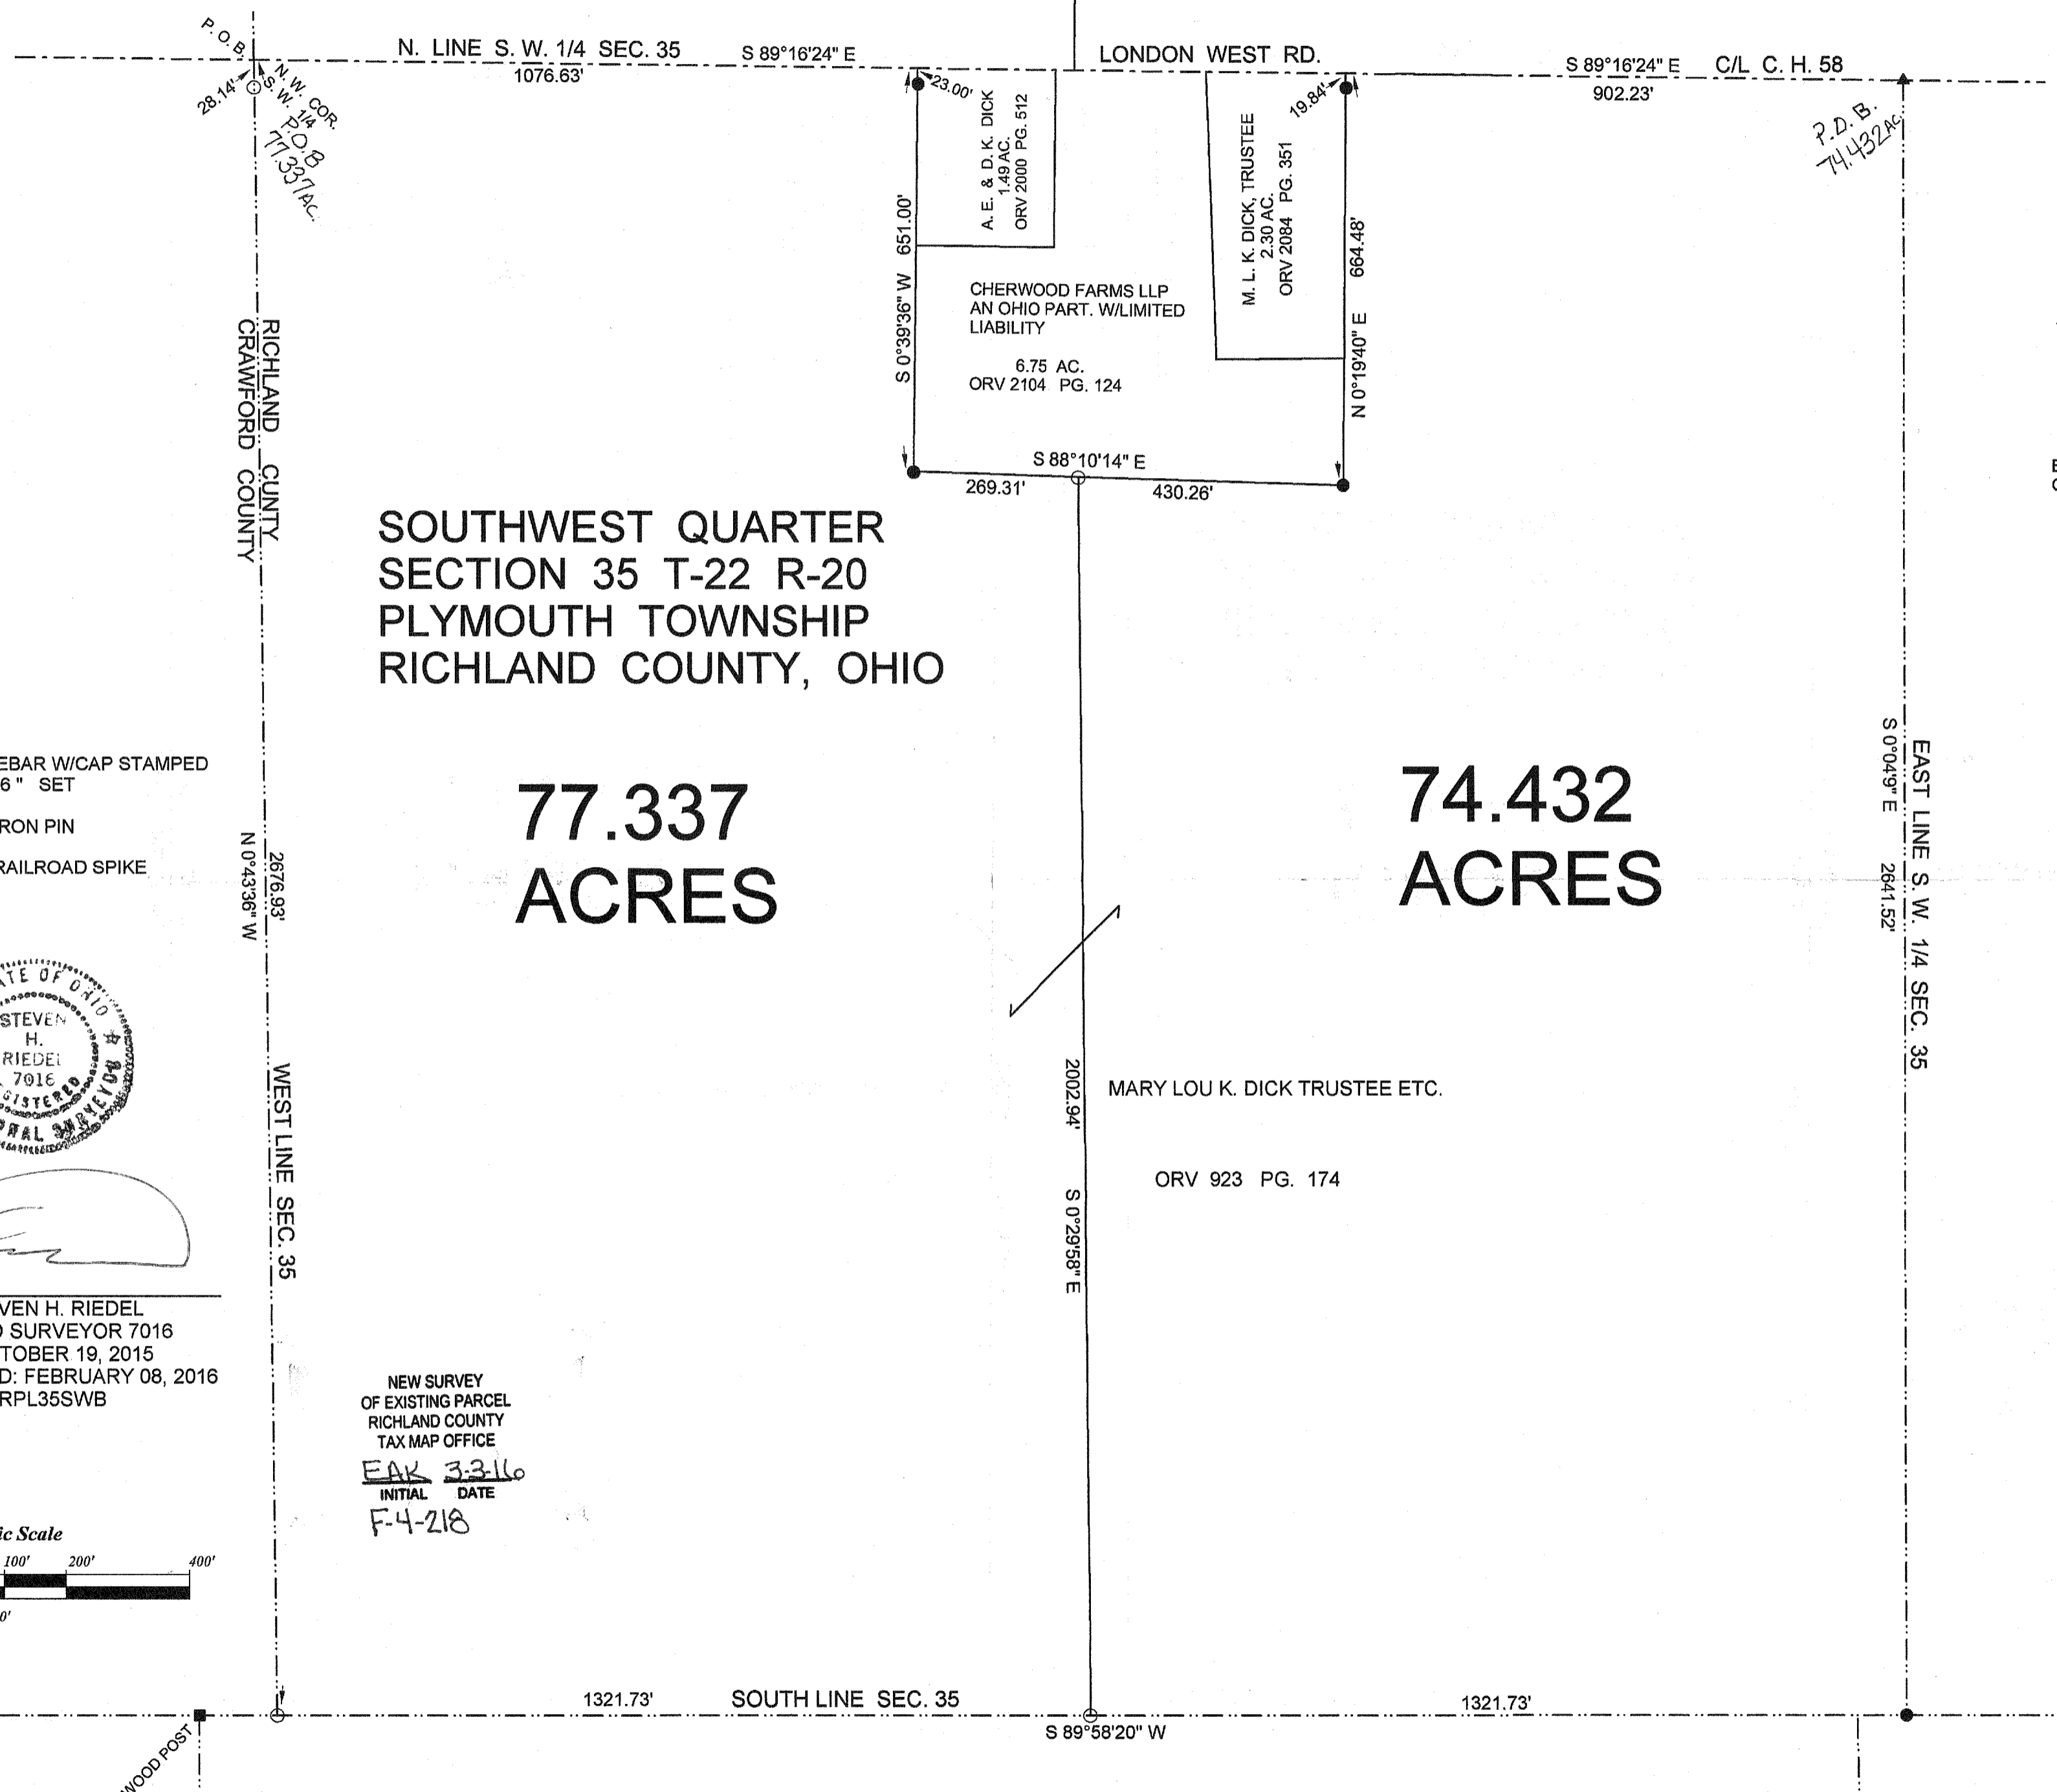 P. O. B.
N. LINE S. W. 1/4 SEC. 35
S 89°16'24" E
1076.63'
LONDON WEST RD.
S 89°16'24" E
C/L C. H. 58
902.23'
28.14'
N. W. COR.
S. W. 1/4
P.O.B
77.337AC.
23.00'
19.84'
P.O.B.
74.432AC.
A. E. & D. K. DICK
1.49 AC.
ORV 2000 PG. 512
M. L. K. DICK, TRUSTEE
2.30 AC.
ORV 2084 PG. 351
S 0°39'36" W 651.00'
N 0°19'40" E 664.48'
CHERWOOD FARMS LLP
AN OHIO PART. W/LIMITED
LIABILITY
6.75 AC.
ORV 2104 PG. 124
RICHLAND CUNTY
CRAWFORD COUNTY
S 88°10'14" E
269.31'
430.26'
SOUTHWEST QUARTER
SECTION 35 T-22 R-20
PLYMOUTH TOWNSHIP
RICHLAND COUNTY, OHIO
77.337
ACRES
74.432
ACRES
EBAR W/CAP STAMPED
6 " SET
RON PIN
RAILROAD SPIKE
2676.93'
N 0°43'36" W
S 0°04'9" E 2641.52'
EAST LINE S. W. 1/4 SEC. 35
ATE OF OHIO
STEVEN
H.
RIEDEL
7016
GISTERED
ONAL SURVEYOR
WEST LINE SEC. 35
2002.94' S 0°29'58" E
MARY LOU K. DICK TRUSTEE ETC.
ORV 923 PG. 174
VEN H. RIEDEL
SURVEYOR 7016
TOBER 19, 2015
D: FEBRUARY 08, 2016
RPL35SWB
NEW SURVEY
OF EXISTING PARCEL
RICHLAND COUNTY
TAX MAP OFFICE
EAK 3-3-16
INITIAL DATE
F-4-218
ic Scale
100' 200' 400'
0'
1321.73'
SOUTH LINE SEC. 35
1321.73'
S 89°58'20" W
WOOD POST